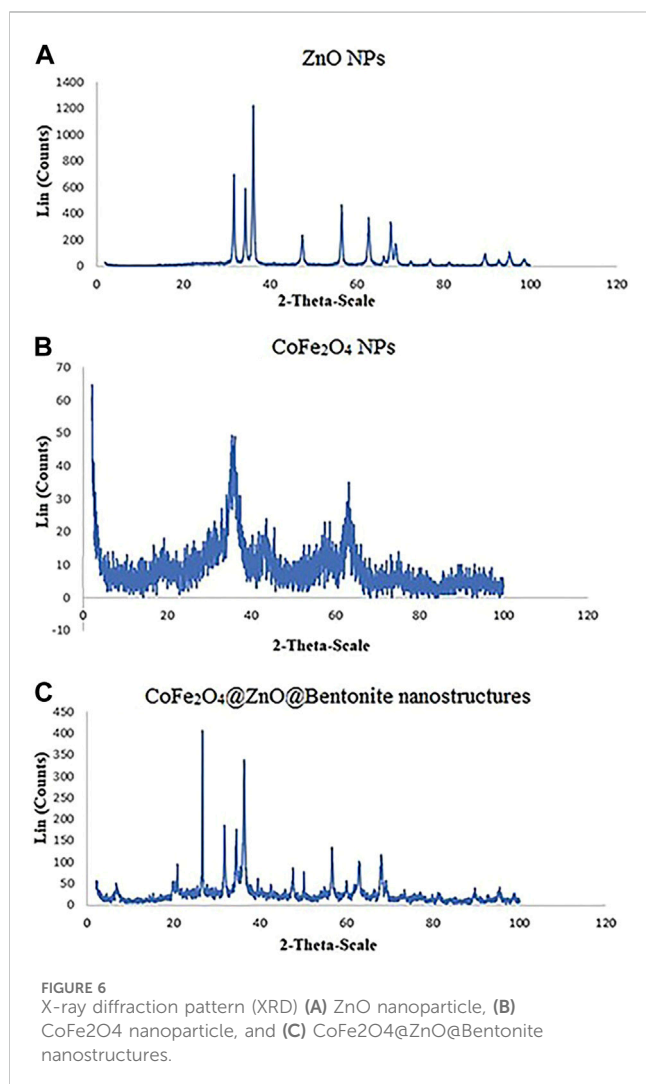 A
ZnO NPs
1400
1200
1000
800
600
400
200
0
0 20 40 60 80 100 120
Lin (Counts)
2-Theta-Scale
B
CoFe₂O₄ NPs
70
60
50
40
30
20
10
0
-10
0 20 40 60 80 100 120
Lin (Counts)
2-Theta-Scale
C
CoFe₂O₄@ZnO@Bentonite nanostructures
450
400
350
300
250
200
150
100
50
0
0 20 40 60 80 100 120
Lin (Counts)
2-Theta-Scale
FIGURE 6
X-ray diffraction pattern (XRD) (A) ZnO nanoparticle, (B)
CoFe2O4 nanoparticle, and (C) CoFe2O4@ZnO@Bentonite
nanostructures.